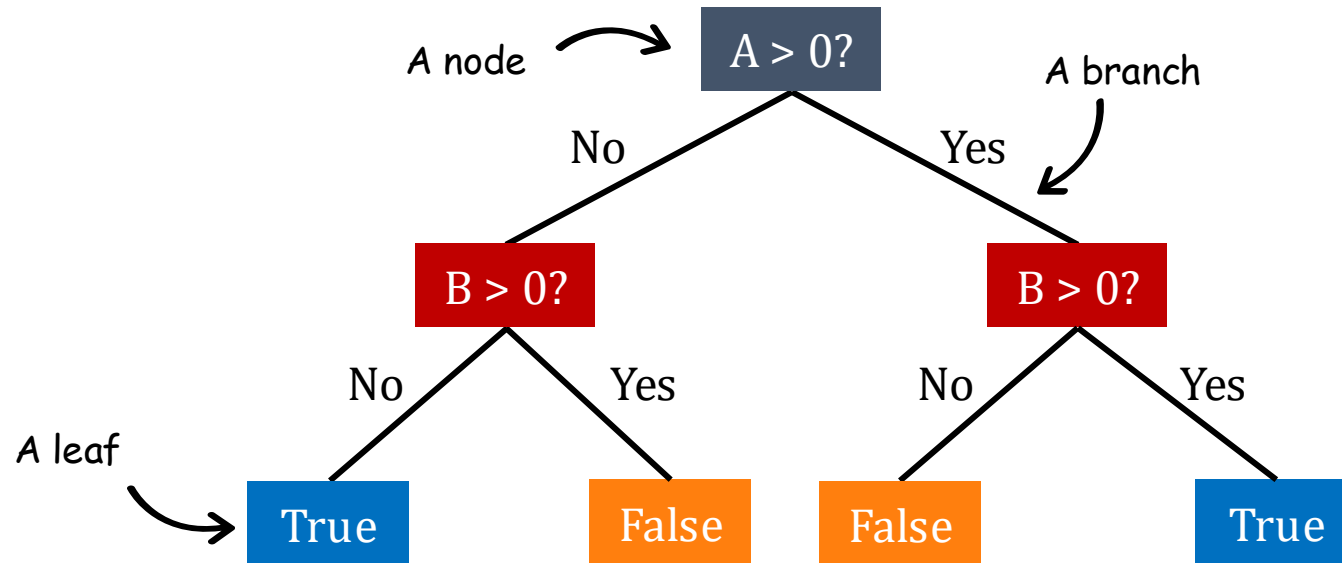 A node
A > 0?
A branch
No
Yes
B > 0?
B > 0?
No
Yes
No
Yes
A leaf
True
False
False
True